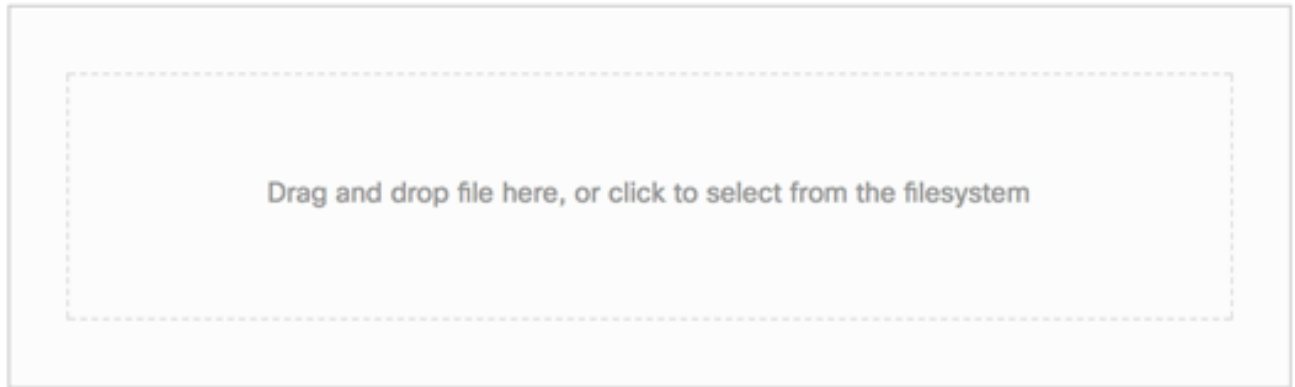 Drag and drop file here, or click to select from the filesystem